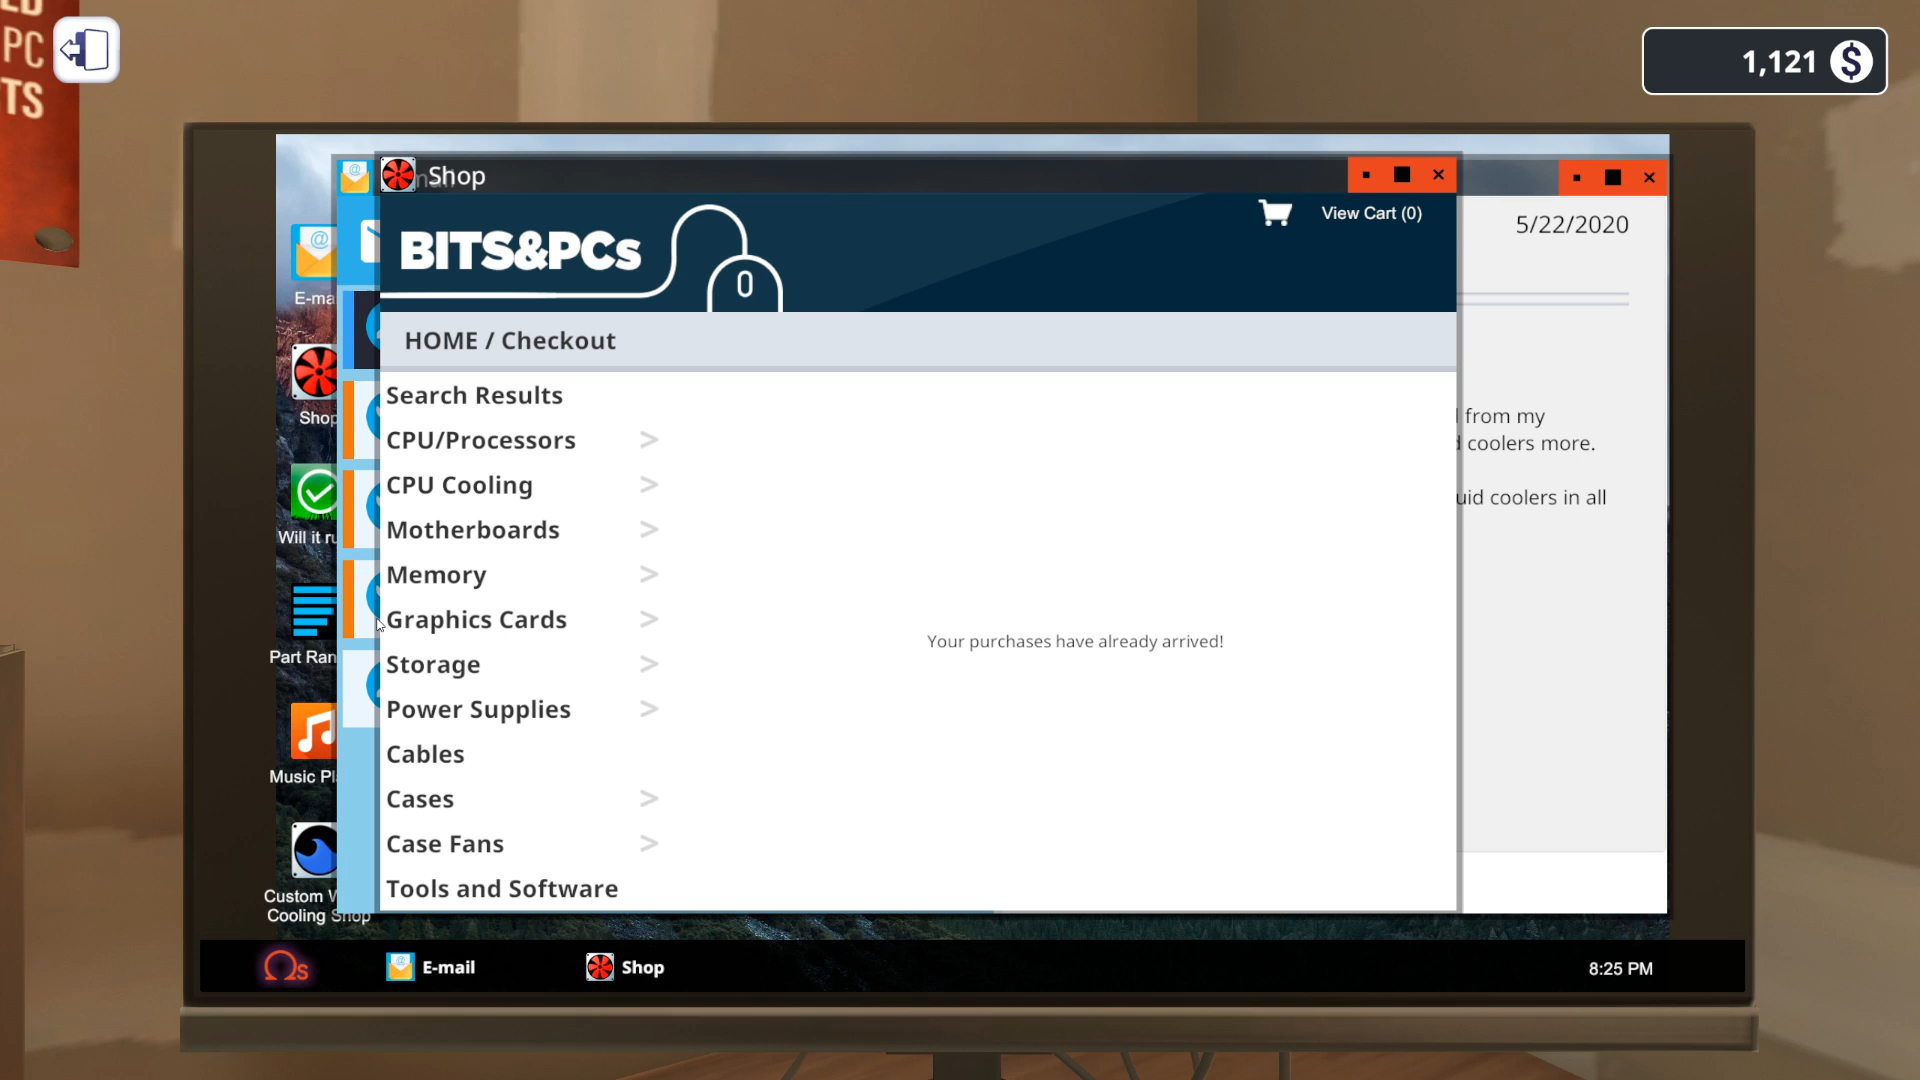 PC
TS
1,121
Shop
View Cart (0)
5/22/2020
BITS&PCs
HOME / Checkout
E-ma
Search Results
CPU/Processors
CPU Cooling
Motherboards
Memory
Graphics Cards
Storage
Power Supplies
Cables
Cases
Case Fans
Tools and Software
Your purchases have already arrived!
from my
coolers more.
uid coolers in all
Shop
Will it ru
Part Ran
Music Pl
Custom W
Cooling Shop
E-mail
Shop
8:25 PM